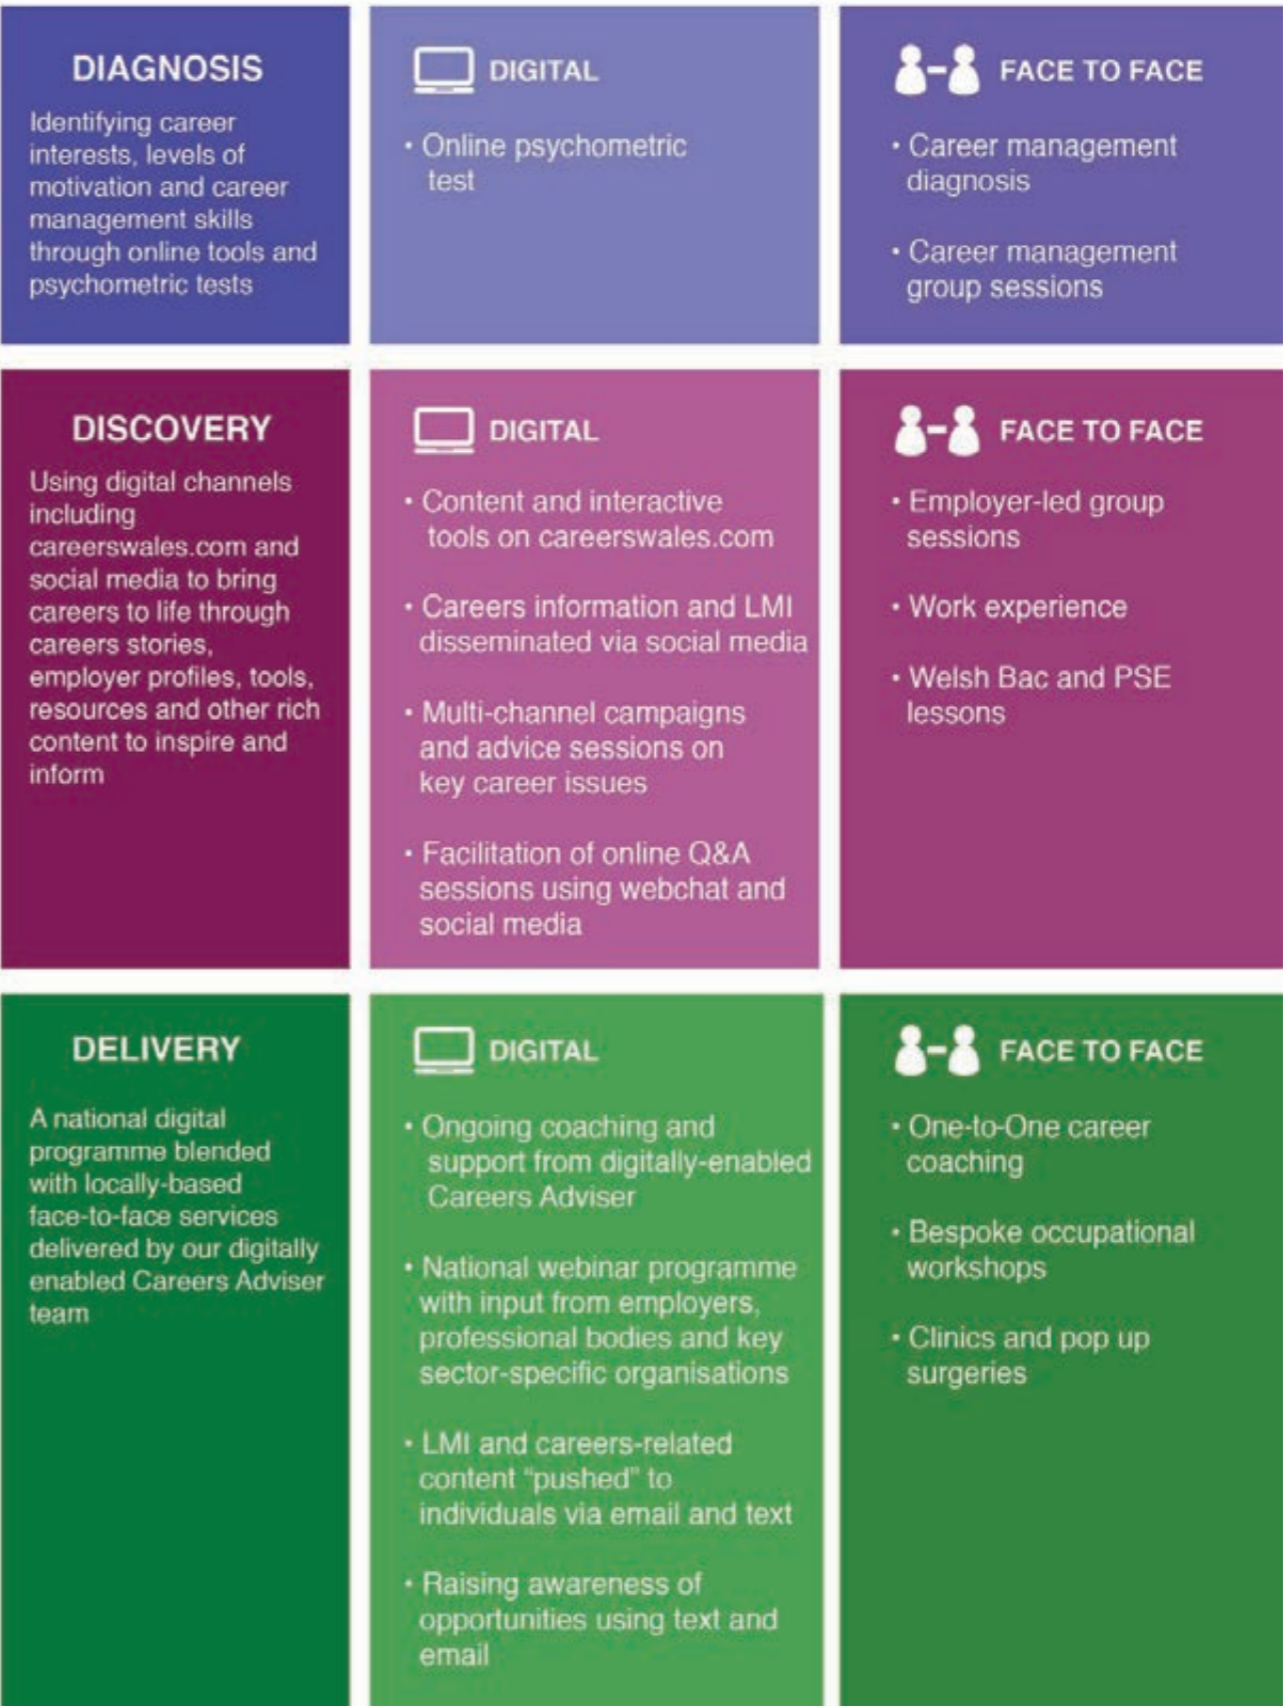 DIAGNOSIS
Identifying career
interests, levels of
motivation and career
management skills
through online tools and
psychometric tests
DIGITAL
• Online psychometric
test
FACE TO FACE
• Career management
diagnosis
• Career management
group sessions
DISCOVERY
Using digital channels
including
careerswales.com and
social media to bring
careers to life through
careers stories,
employer profiles, tools,
resources and other rich
content to inspire and
inform
DIGITAL
• Content and interactive
tools on careerswales.com
• Careers information and LMI
disseminated via social media
• Multi-channel campaigns
and advice sessions on
key career issues
• Facilitation of online Q&A
sessions using webchat and
social media
FACE TO FACE
• Employer-led group
sessions
• Work experience
• Welsh Bac and PSE
lessons
DELIVERY
A national digital
programme blended
with locally-based
face-to-face services
delivered by our digitally
enabled Careers Adviser
team
DIGITAL
• Ongoing coaching and
support from digitally-enabled
Careers Adviser
• National webinar programme
with input from employers,
professional bodies and key
sector-specific organisations
• LMI and careers-related
content “pushed” to
individuals via email and text
• Raising awareness of
opportunities using text and
email
FACE TO FACE
• One-to-One career
coaching
• Bespoke occupational
workshops
• Clinics and pop up
surgeries